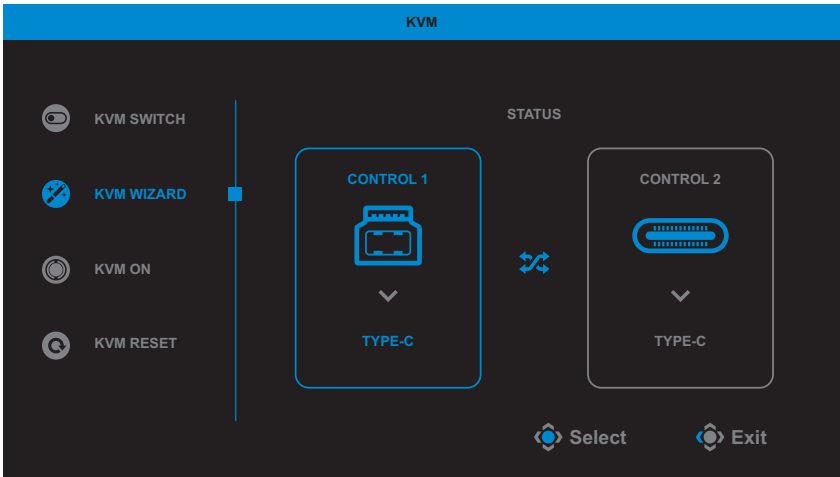 KVM
KVM SWITCH
KVM WIZARD
KVM ON
KVM RESET
STATUS
CONTROL 1
TYPE-C
CONTROL 2
TYPE-C
Select
Exit